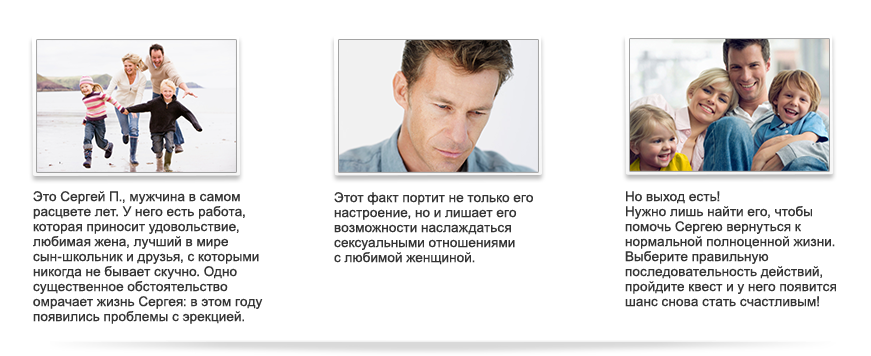 Это Сергей П., мужчина в самом
расцвете лет. У него есть работа,
которая приносит удовольствие,
любимая жена, лучший в мире
сын-школьник и друзья, с которыми
никогда не бывает скучно. Одно
существенное обстоятельство
омрачает жизнь Сергея: в этом году
появились проблемы с эрекцией.
Этот факт портит не только его
настроение, но и лишает его
возможности наслаждаться
сексуальными отношениями
с любимой женщиной.
Но выход есть!
Нужно лишь найти его, чтобы
помочь Сергею вернуться к
нормальной полноценной жизни.
Выберите правильную
последовательность действий,
пройдите квест и у него появится
шанс снова стать счастливым!